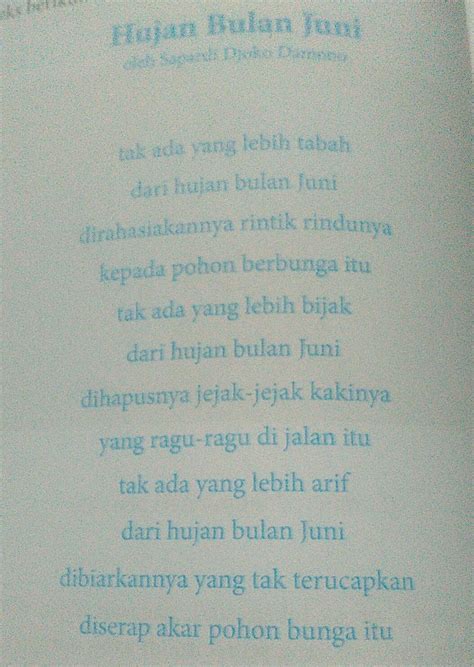 Hujan Bulan Juni
oleh Sapardi Djoko Damono
tak ada yang lebih tabah
dari hujan bulan Juni
dirahasiakannya rintik rindunya
kepada pohon berbunga itu
tak ada yang lebih bijak
dari hujan bulan Juni
dihapusnya jejak-jejak kakinya
yang ragu-ragu di jalan itu
tak ada yang lebih arif
dari hujan bulan Juni
dibiarkannya yang tak terucapkan
diserap akar pohon bunga itu